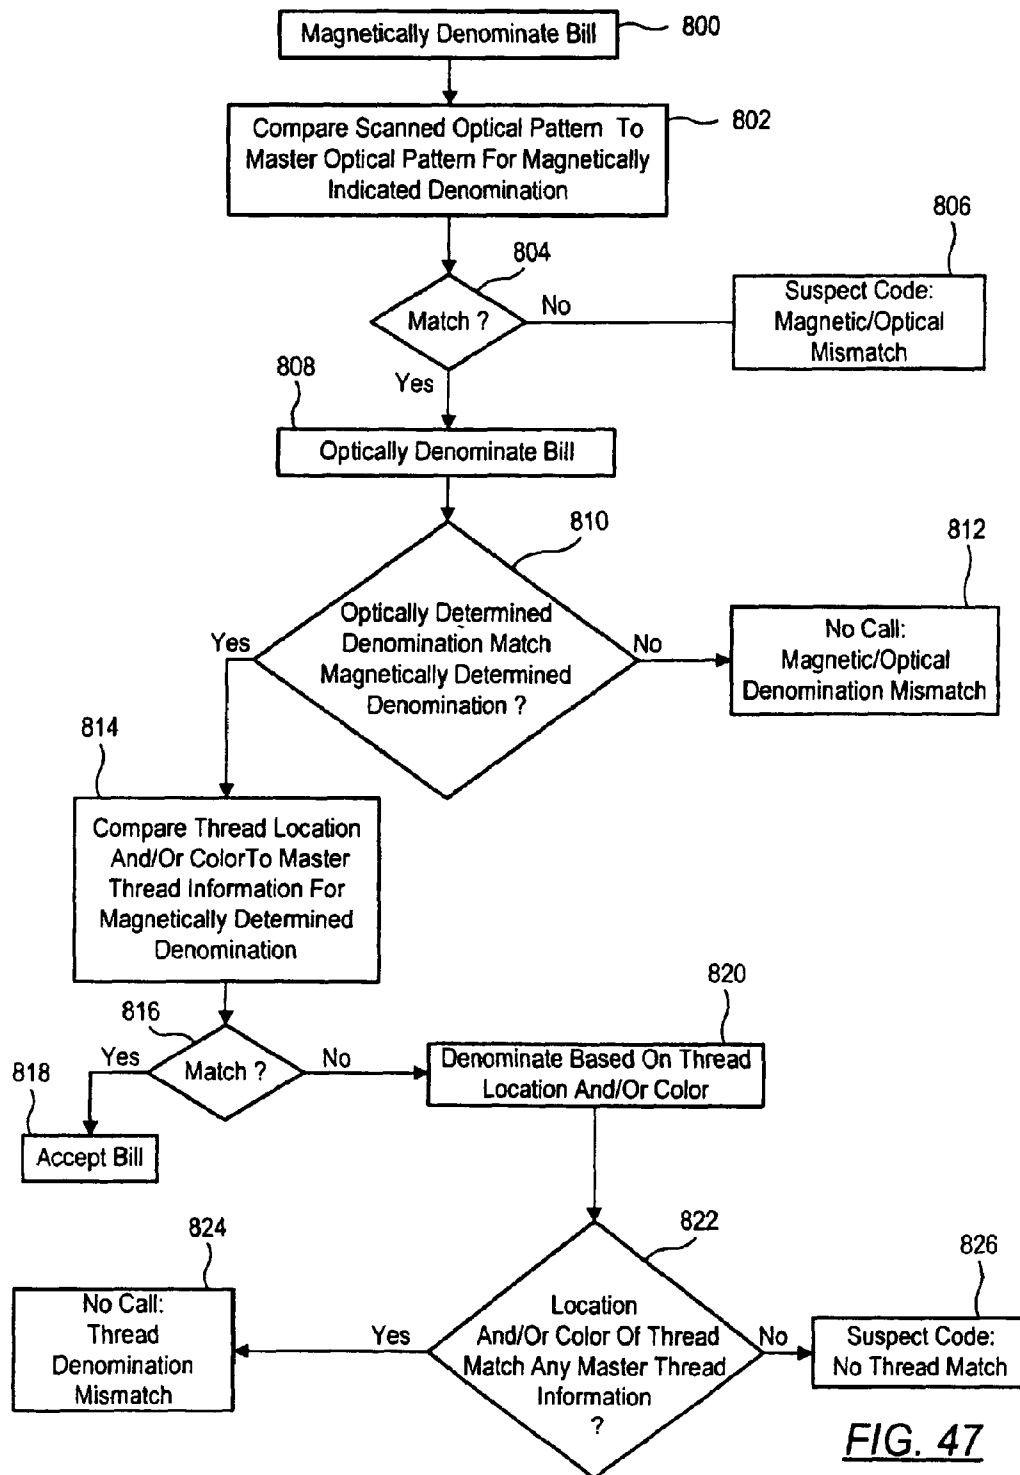 Magnetically Denominate Bill
800
Compare Scanned Optical Pattern To
Master Optical Pattern For Magnetically
Indicated Denomination
802
804
Match ?
No
Yes
806
Suspect Code:
Magnetic/Optical
Mismatch
808
Optically Denominate Bill
810
Optically Determined
Denomination Match
Magnetically Determined
Denomination ?
Yes
No
812
No Call:
Magnetic/Optical
Denomination Mismatch
814
Compare Thread Location
And/Or ColorTo Master
Thread Information For
Magnetically Determined
Denomination
816
Match ?
Yes
No
818
Accept Bill
820
Denominate Based On Thread
Location And/Or Color
822
Location
And/Or Color Of Thread
Match Any Master Thread
Information
?
Yes
No
824
No Call:
Thread
Denomination
Mismatch
826
Suspect Code:
No Thread Match
FIG. 47